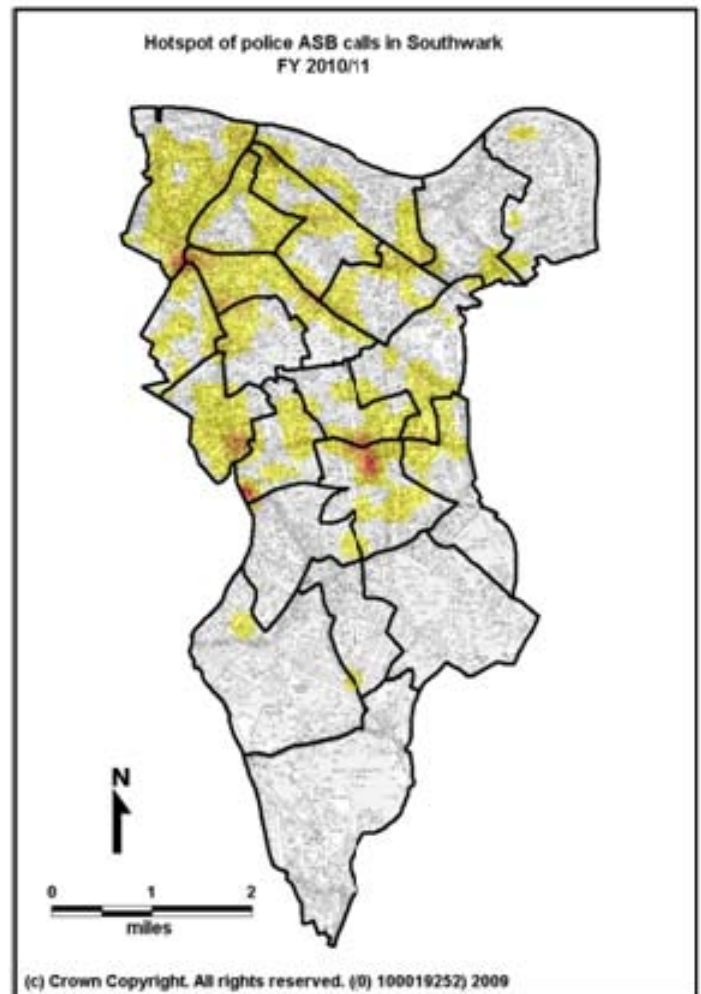 Hotspot of police ASB calls in Southwark
FY 2010/11
N
0 1 2
miles
(c) Crown Copyright. All rights reserved. ((0) 100019252) 2009